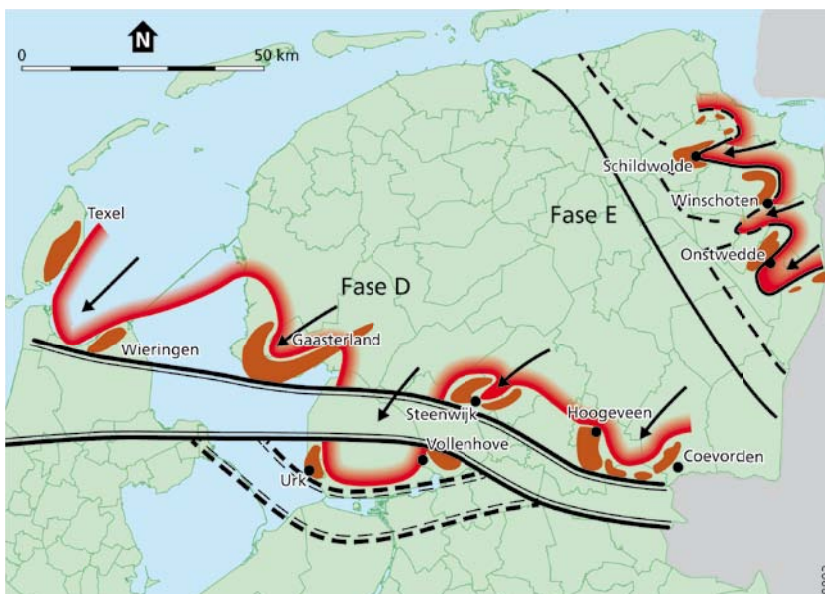 N
0
50 km
Texel
Schildwolde
Winschoten
Fase E
Onstwedde
Fase D
Gaasterland
Wieringen
Steenwijk
Hoogeveen
Vollenhove
Coevorden
Urk